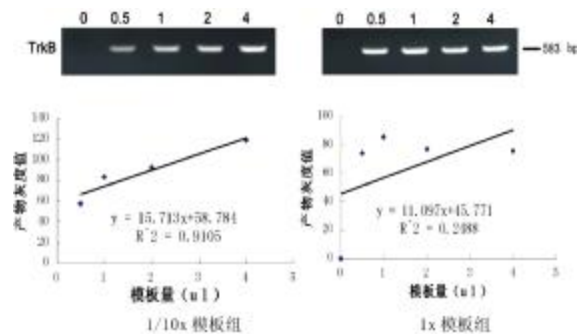 0 0.5 1 2 4
TrkB
0 0.5 1 2 4
583 bp
产物灰度值
140
120
100
80
60
40
20
0
y = 15.713x+58.784
R^2 = 0.9105
0 1 2 3 4 5
模板量(ul)
1/10x 模板组
产物灰度值
100
80
60
40
20
0
y = 11.097x+45.771
R^2 = 0.2488
0 1 2 3 4 5
模板量(ul)
1x 模板组